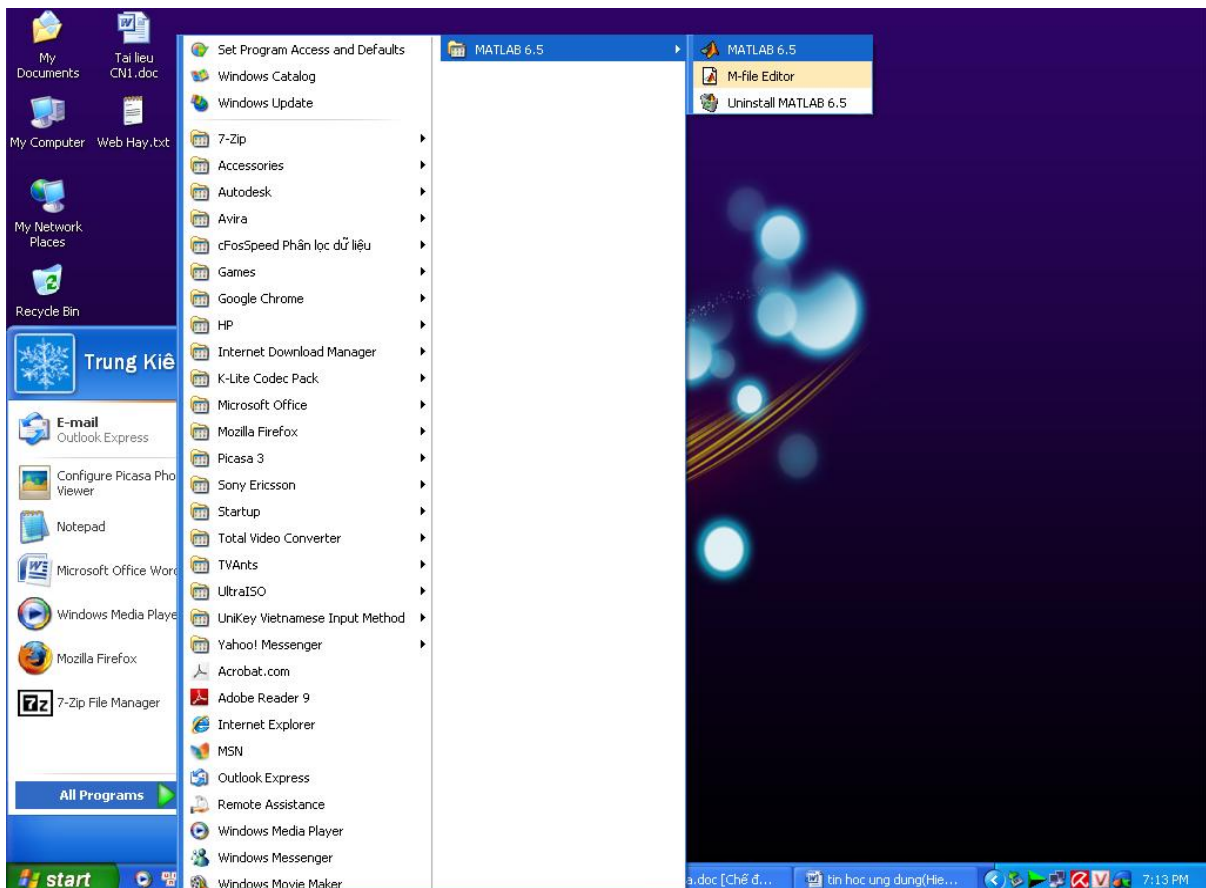 My Documents
Tai lieu CN1.doc
My Computer
Web Hay.txt
My Network Places
Recycle Bin
Trung Kiê
E-mail
Outlook Express
Configure Picasa Pho
Viewer
Notepad
Microsoft Office Word
Windows Media Playe
Mozilla Firefox
7z
7-Zip File Manager
All Programs
start
Set Program Access and Defaults
Windows Catalog
Windows Update
7-Zip
Accessories
Autodesk
Avira
cFosSpeed Phân lọc dữ liệu
Games
Google Chrome
HP
Internet Download Manager
K-Lite Codec Pack
Microsoft Office
Mozilla Firefox
Picasa 3
Sony Ericsson
Startup
Total Video Converter
TVAnts
UltraISO
UniKey Vietnamese Input Method
Yahoo! Messenger
Acrobat.com
Adobe Reader 9
Internet Explorer
MSN
Outlook Express
Remote Assistance
Windows Media Player
Windows Messenger
Windows Movie Maker
MATLAB 6.5
MATLAB 6.5
M-file Editor
Uninstall MATLAB 6.5
a.doc [Chế đ...
tin hoc ung dung(Hie...
V
7:13 PM